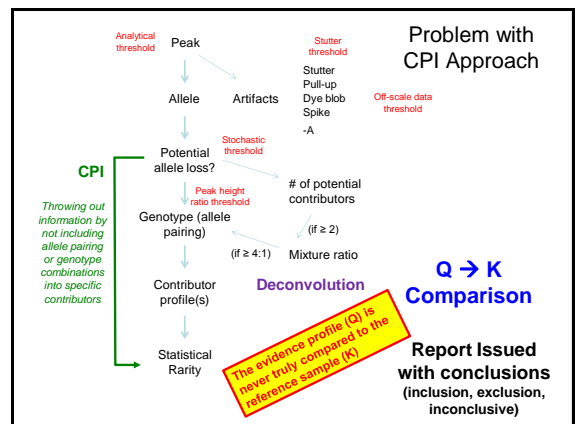 Problem with
CPI Approach
Analytical
threshold
Peak
Stutter
threshold
Allele
Artifacts
Stutter
Pull-up
Dye blob
Spike
-A
Off-scale data
threshold
Stochastic
threshold
Potential
allele loss?
CPI
# of potential
contributors
Peak height
ratio threshold
Throwing out
information by
not including
allele pairing
or genotype
combinations
into specific
contributors
Genotype (allele
pairing)
(if ≥ 2)
(if ≥ 4:1)
Mixture ratio
Deconvolution
Q → K
Comparison
Contributor
profile(s)
The evidence profile (Q) is
never truly compared to the
reference sample (K)
Statistical
Rarity
Report Issued
with conclusions
(inclusion, exclusion,
inconclusive)